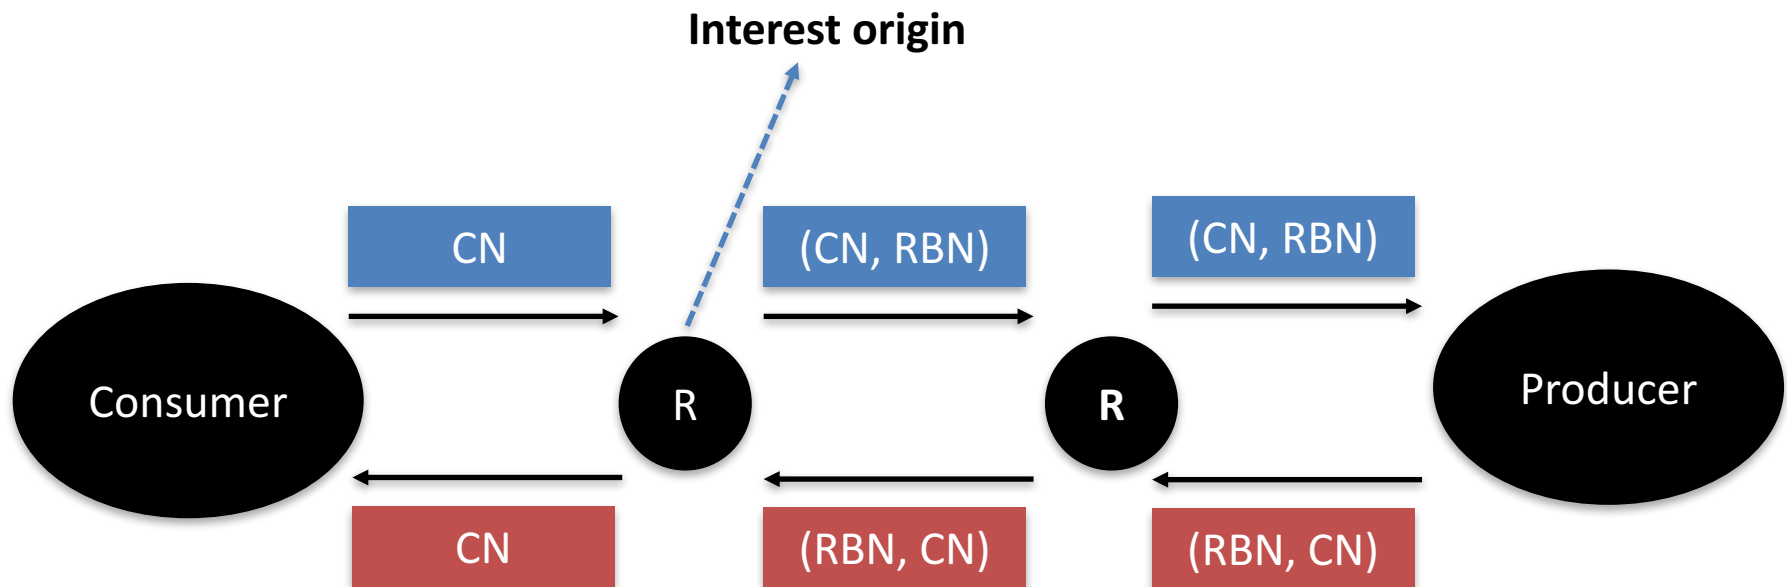 Interest origin
CN
(CN, RBN)
(CN, RBN)
Consumer
R
R
Producer
CN
(RBN, CN)
(RBN, CN)